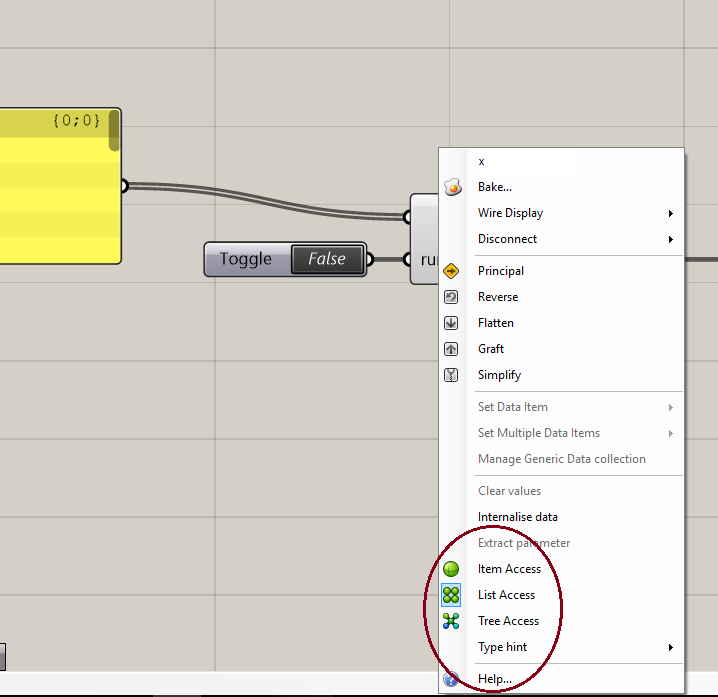 {0;0}
Toggle False
ru
x
Bake...
Wire Display
Disconnect
Principal
Reverse
Flatten
Graft
Simplify
Set Data Item
Set Multiple Data Items
Manage Generic Data collection
Clear values
Internalise data
Extract parameter
Item Access
List Access
Tree Access
Type hint
Help...